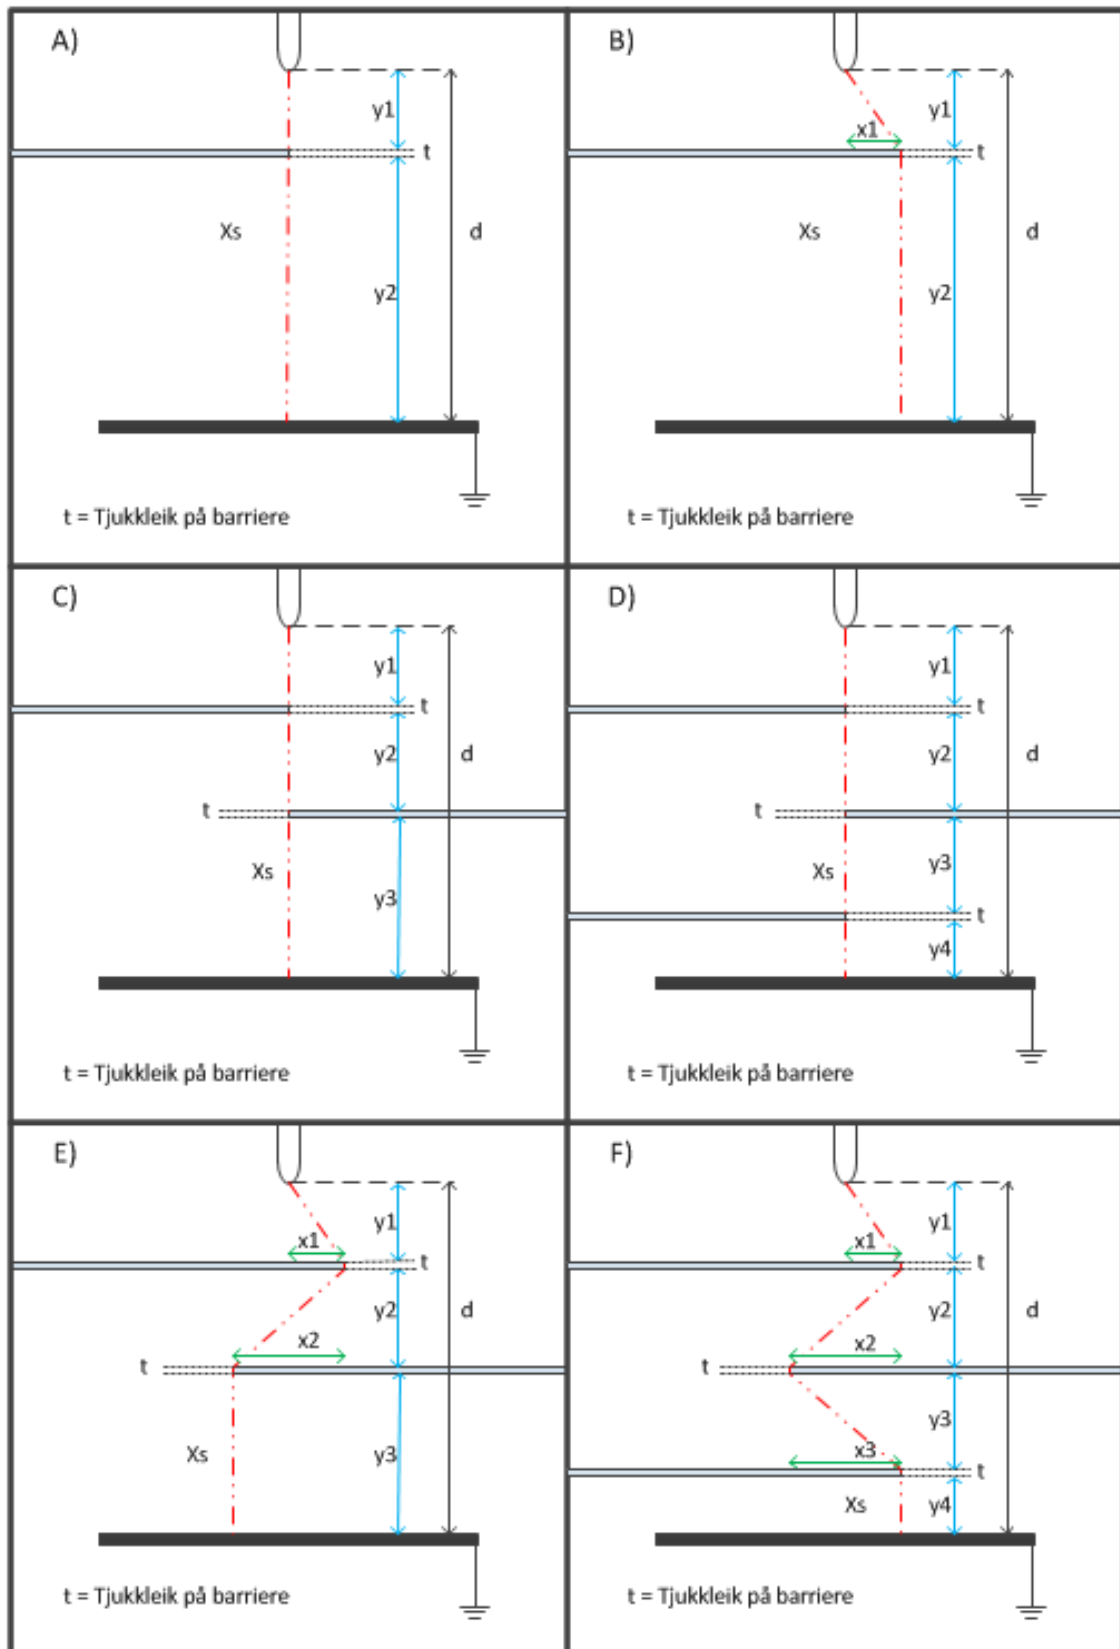 A)
y1
t
Xs
d
y2
t = Tjukkleik på barriere
B)
y1
x1
t
Xs
d
y2
t = Tjukkleik på barriere
C)
y1
t
y2
d
t
Xs
y3
t = Tjukkleik på barriere
D)
y1
t
y2
d
t
Xs
y3
t
y4
t = Tjukkleik på barriere
E)
y1
x1
t
y2
d
x2
t
Xs
y3
t = Tjukkleik på barriere
F)
y1
x1
t
y2
d
x2
t
y3
x3
t
Xs
y4
t = Tjukkleik på barriere